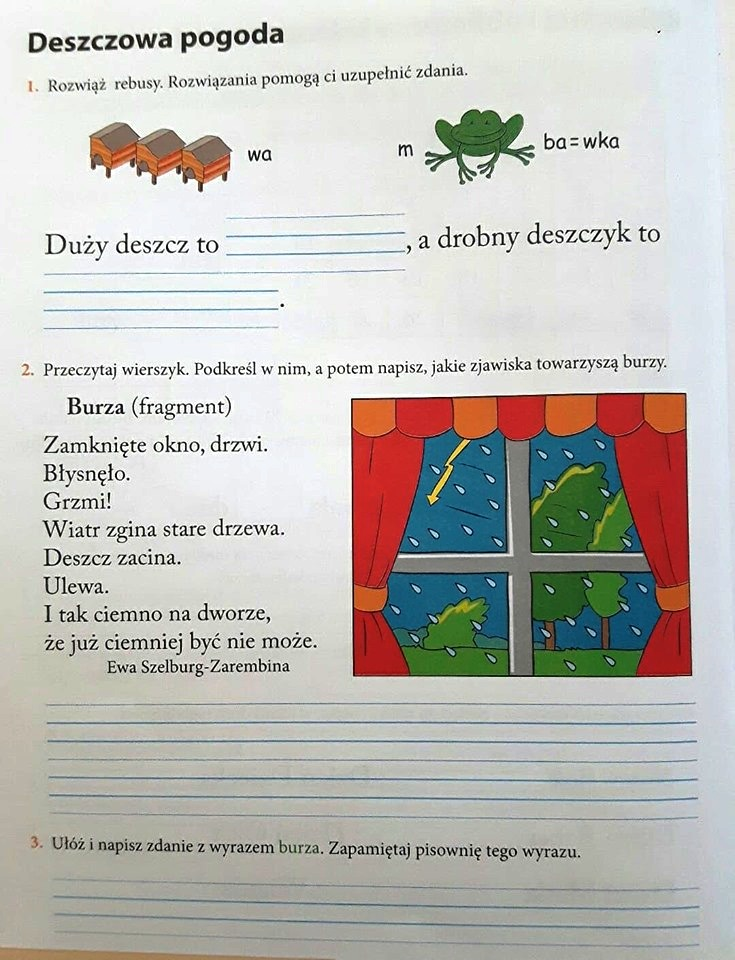 Deszczowa pogoda
1. Rozwiąż rebusy. Rozwiązania pomogą ci uzupełnić zdania.
wa m ba=wka
Duży deszcz to , a drobny deszczyk to
.
2. Przeczytaj wierszyk. Podkreśl w nim, a potem napisz, jakie zjawiska towarzyszą burzy.
Burza (fragment)
Zamknięte okno, drzwi.
Błysnęło.
Grzmi!
Wiatr zgina stare drzewa.
Deszcz zacina.
Ulewa.
I tak ciemno na dworze,
że już ciemniej być nie może.
Ewa Szelburg-Zarembina
3. Ułóż i napisz zdanie z wyrazem burza. Zapamiętaj pisownię tego wyrazu.